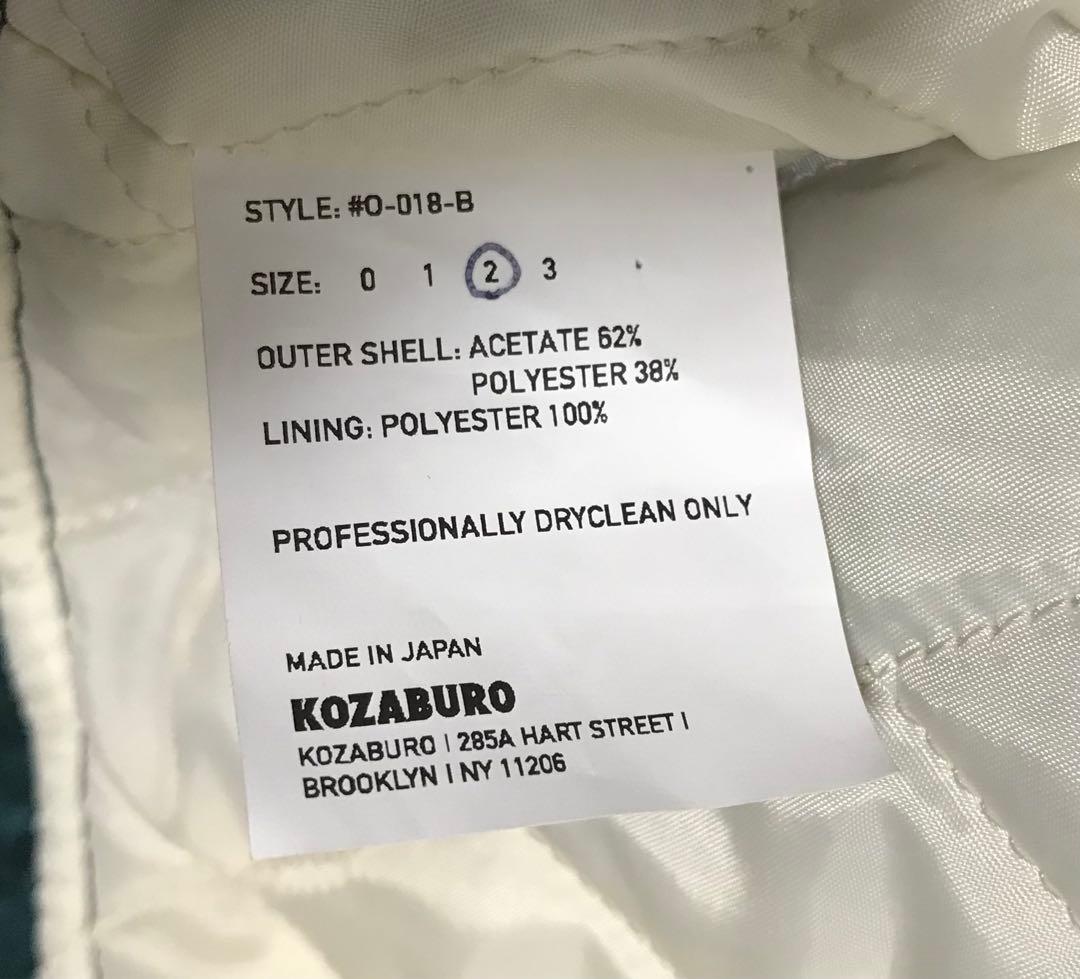 STYLE: #O-018-B
SIZE: 0 1 2 3
OUTER SHELL: ACETATE 62%
POLYESTER 38%
LINING: POLYESTER 100%
PROFESSIONALLY DRYCLEAN ONLY
MADE IN JAPAN
KOZABURO
KOZABURO | 285A HART STREET |
BROOKLYN | NY 11206